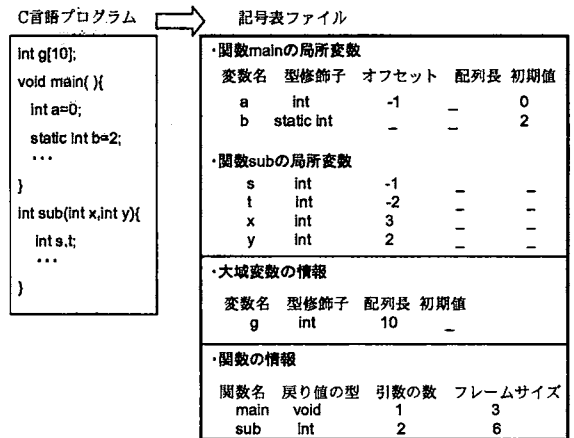 C言語プログラム
int g[10];
void main( ){
int a=0;
static int b=2;
・・・
}
int sub(int x,int y){
int s,t;
・・・
}
記号表ファイル
・関数mainの局所変数
変数名 型修飾子 オフセット 配列長 初期値
a int -1 _ 0
b static int _ _ 2
・関数subの局所変数
s int -1 _ _
t int -2 _ _
x int 3 _ _
y int 2 _ _
・大域変数の情報
変数名 型修飾子 配列長 初期値
g int 10 _
・関数の情報
関数名 戻り値の型 引数の数 フレームサイズ
main void 1 3
sub int 2 6